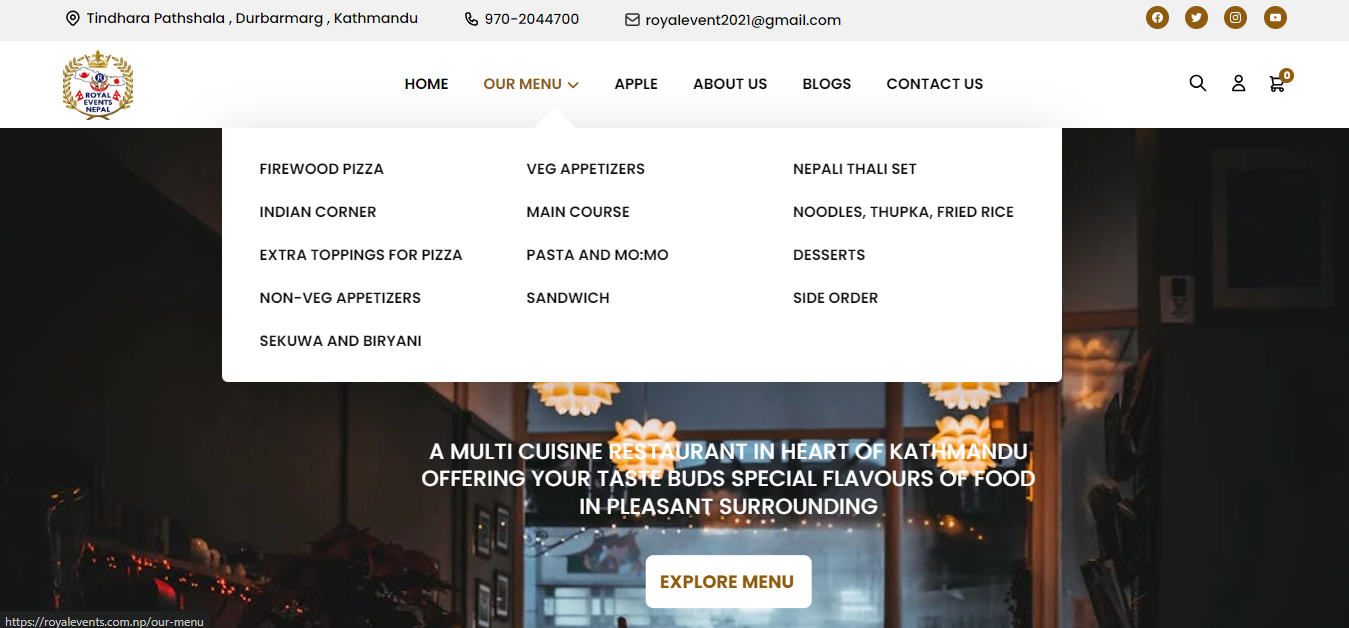 Tindhara Pathshala , Durbarmarg , Kathmandu
970-2044700
royalevent2021@gmail.com
R
ROYAL
EVENTS
NEPAL
HOME
OUR MENU
APPLE
ABOUT US
BLOGS
CONTACT US
0
FIREWOOD PIZZA
VEG APPETIZERS
NEPALI THALI SET
INDIAN CORNER
MAIN COURSE
NOODLES, THUPKA, FRIED RICE
EXTRA TOPPINGS FOR PIZZA
PASTA AND MO:MO
DESSERTS
NON-VEG APPETIZERS
SANDWICH
SIDE ORDER
SEKUWA AND BIRYANI
A MULTI CUISINE RESTAURANT IN HEART OF KATHMANDU
OFFERING YOUR TASTE BUDS SPECIAL FLAVOURS OF FOOD
IN PLEASANT SURROUNDING
EXPLORE MENU
https://royalevents.com.np/our-menu